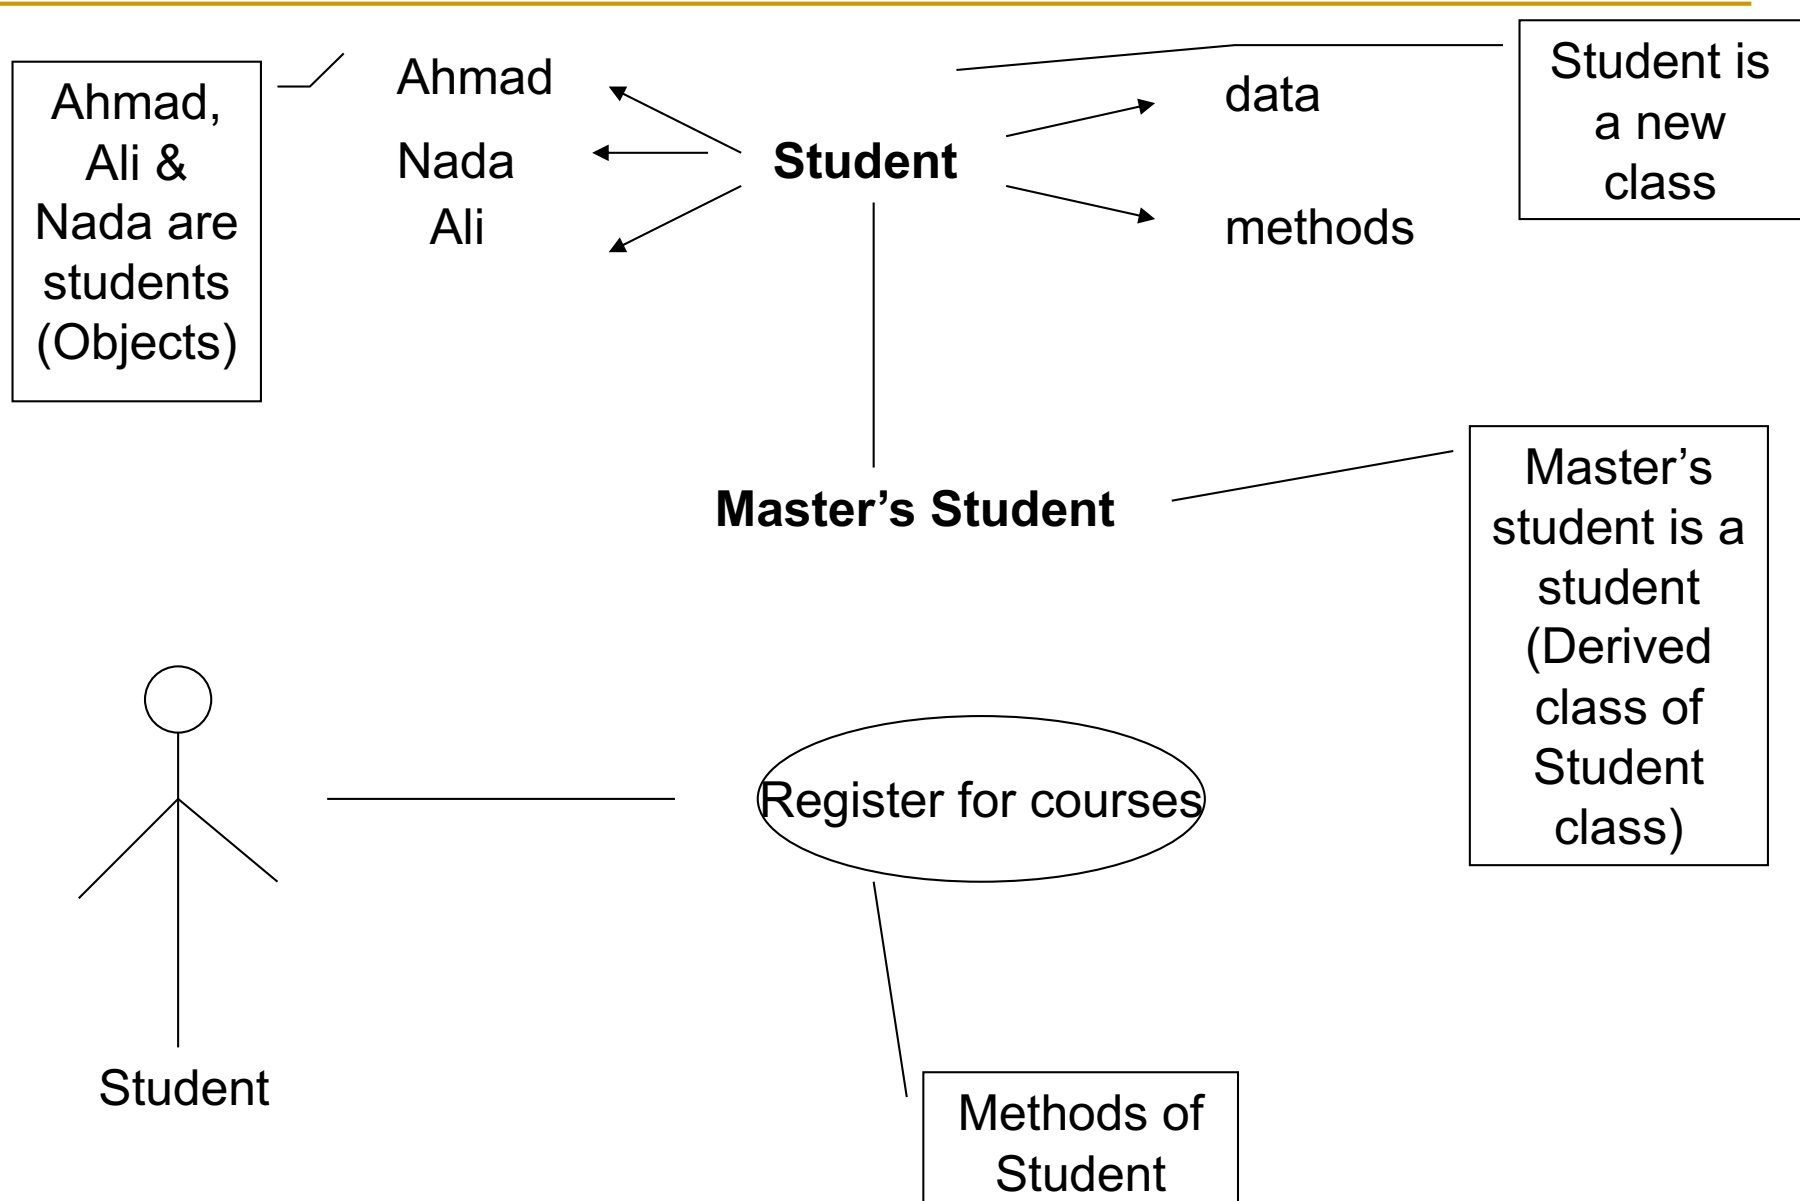 Ahmad,
Ali &
Nada are
students
(Objects)
Ahmad
Nada
Ali
Student
data
methods
Student is
a new
class
Master’s Student
Master’s
student is a
student
(Derived
class of
Student
class)
Student
Register for courses
Methods of
Student